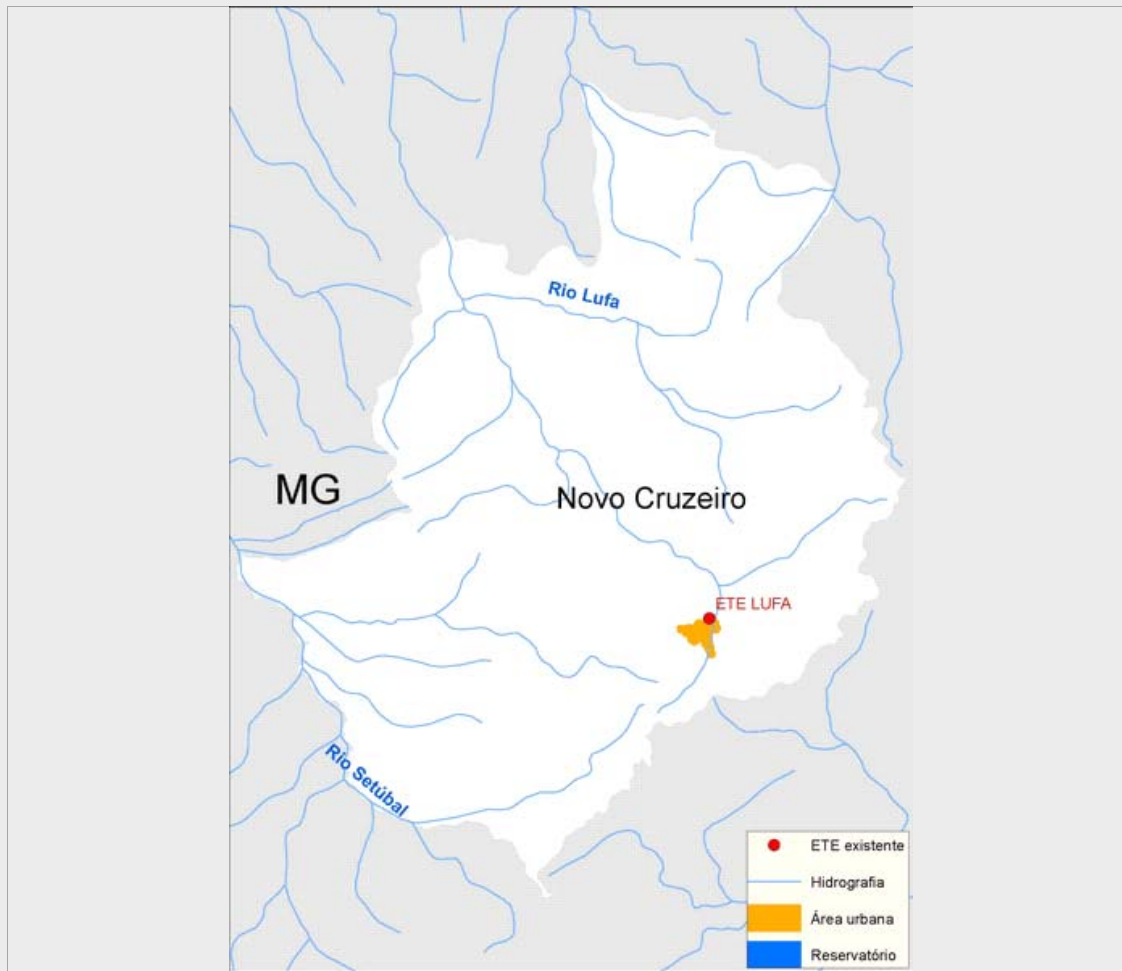 Rio Lufa
MG
Novo Cruzeiro
ETE LUFA
Rio Setúbal
ETE existente
Hidrografia
Área urbana
Reservatório